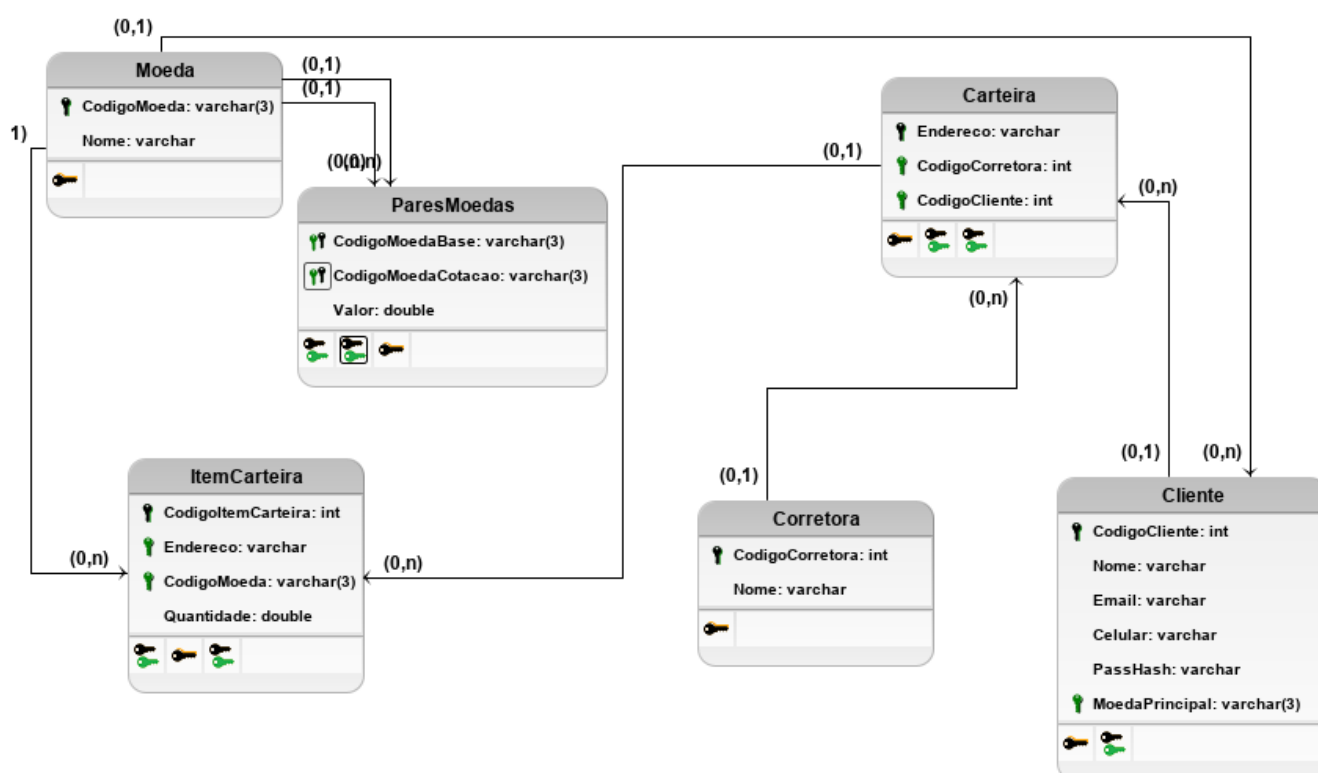 (0,1)
Moeda
CodigoMoeda: varchar(3)
Nome: varchar
(0,1)
(0,1)
1)
(0,n)
Pares​Moedas
CodigoMoedaBase: varchar(3)
CodigoMoedaCotacao: varchar(3)
Valor: double
Carteira
Endereco: varchar
CodigoCorretora: int
CodigoCliente: int
(0,1)
(0,n)
(0,n)
ItemCarteira
CodigoItemCarteira: int
Endereco: varchar
CodigoMoeda: varchar(3)
Quantidade: double
(0,n)
(0,n)
(0,1)
Corretora
CodigoCorretora: int
Nome: varchar
(0,1)
(0,n)
Cliente
CodigoCliente: int
Nome: varchar
Email: varchar
Celular: varchar
PassHash: varchar
MoedaPrincipal: varchar(3)